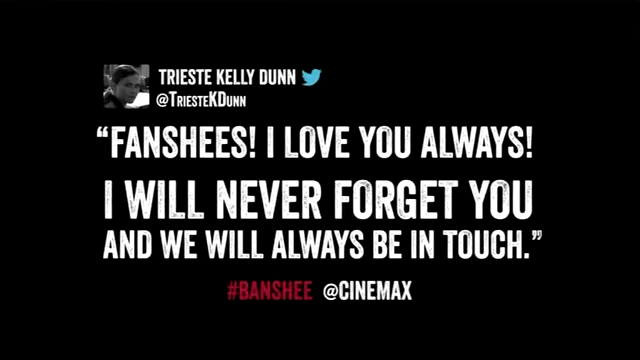 TRIESTE KELLY DUNN
@TRIESTEKDUNN
“FANSHEES! I LOVE YOU ALWAYS!
I WILL NEVER FORGET YOU
AND WE WILL ALWAYS BE IN TOUCH.”
#BANSHEE @CINEMAX